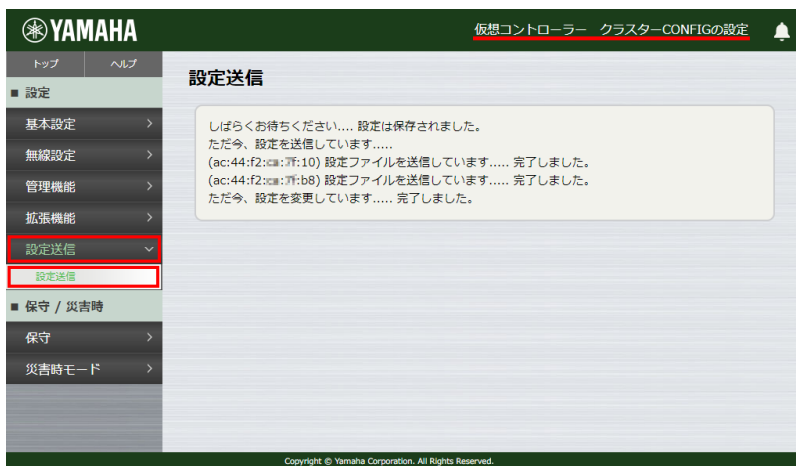 YAMAHA
仮想コントローラー クラスターCONFIGの設定
トップ ヘルプ
設定
基本設定
無線設定
管理機能
拡張機能
設定送信
設定送信
保守 / 災害時
保守
災害時モード
設定送信
しばらくお待ちください.... 設定は保存されました。
ただ今、設定を送信しています.....
(ac:44:f2: :10) 設定ファイルを送信しています..... 完了しました。
(ac:44:f2: :b8) 設定ファイルを送信しています..... 完了しました。
ただ今、設定を変更しています..... 完了しました。
Copyright © Yamaha Corporation. All Rights Reserved.